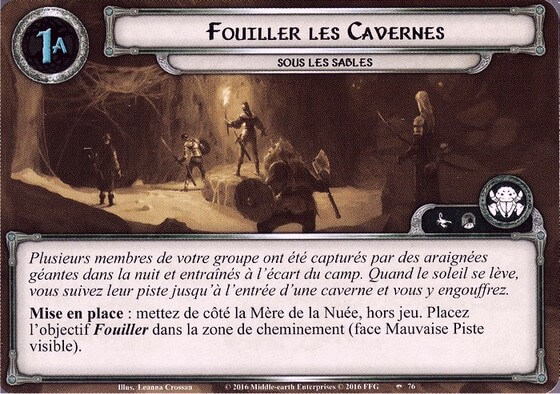 1A
Fouiller les Cavernes
Sous les Sables
Plusieurs membres de votre groupe ont été capturés par des araignées
géantes dans la nuit et entraînés à l'écart du camp. Quand le soleil se lève,
vous suivez leur piste jusqu'à l'entrée d'une caverne et vous y engouffrez.
Mise en place : mettez de côté la Mère de la Nuée, hors jeu. Placez
l'objectif Fouiller dans la zone de cheminement (face Mauvaise Piste
visible).
Illus. Leanna Crossan © 2016 Middle-earth Enterprises © 2016 FFG 76